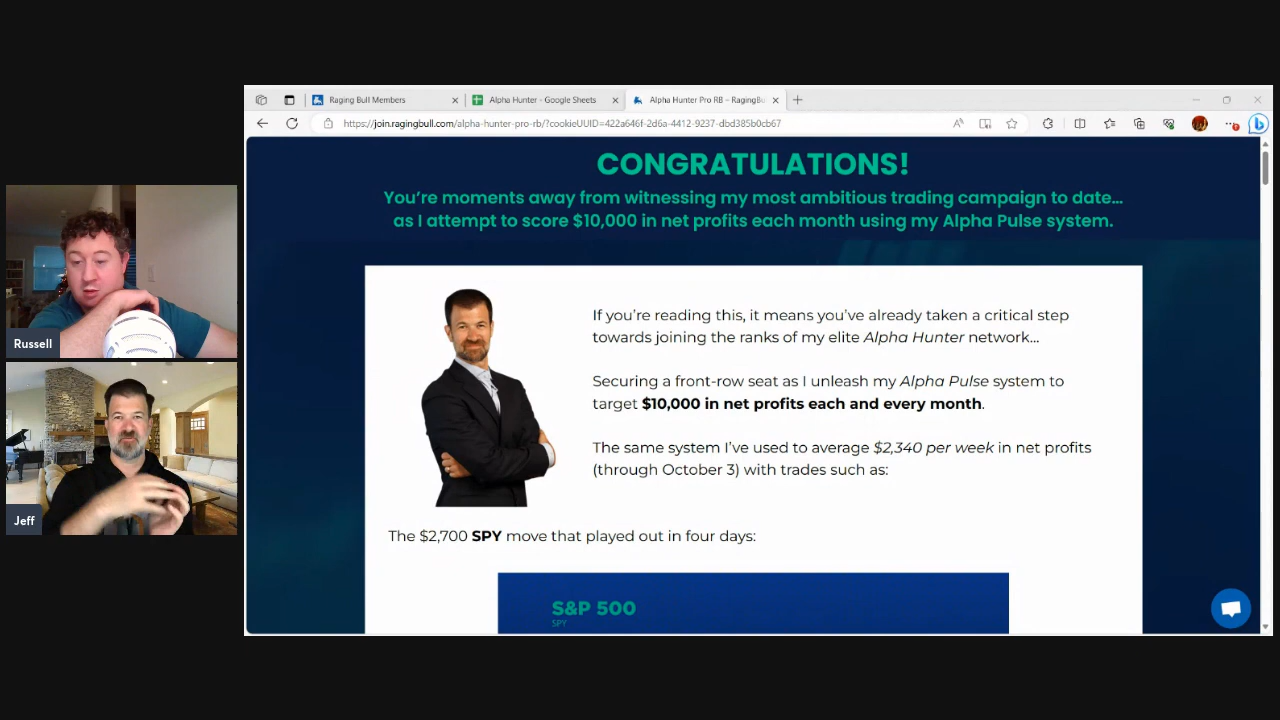 Raging Bull Members
Alpha Hunter - Google Sheets
Alpha Hunter Pro RB – RagingBu
https://join.ragingbull.com/alpha-hunter-pro-rb/?cookieUUID=422a646f-2d6a-4412-9237-dbd385b0cb67
CONGRATULATIONS!
You’re moments away from witnessing my most ambitious trading campaign to date...
as I attempt to score $10,000 in net profits each month using my Alpha Pulse system.
If you’re reading this, it means you’ve already taken a critical step
towards joining the ranks of my elite Alpha Hunter network...
Securing a front-row seat as I unleash my Alpha Pulse system to
target $10,000 in net profits each and every month.
The same system I’ve used to average $2,340 per week in net profits
(through October 3) with trades such as:
The $2,700 SPY move that played out in four days:
S&P 500
SPY
Russell
Jeff